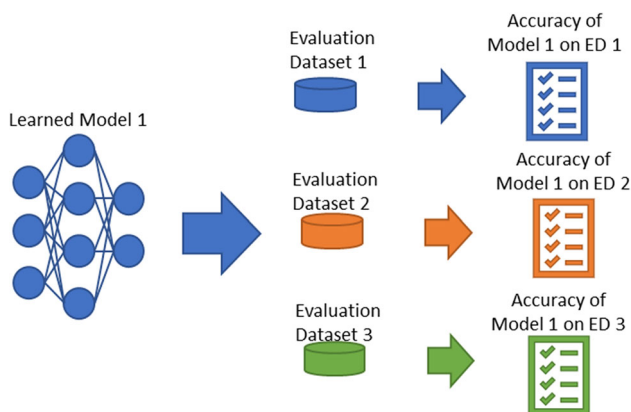 Learned Model 1
Evaluation
Dataset 1
Accuracy of
Model 1 on ED 1
Evaluation
Dataset 2
Accuracy of
Model 1 on ED 2
Evaluation
Dataset 3
Accuracy of
Model 1 on ED 3